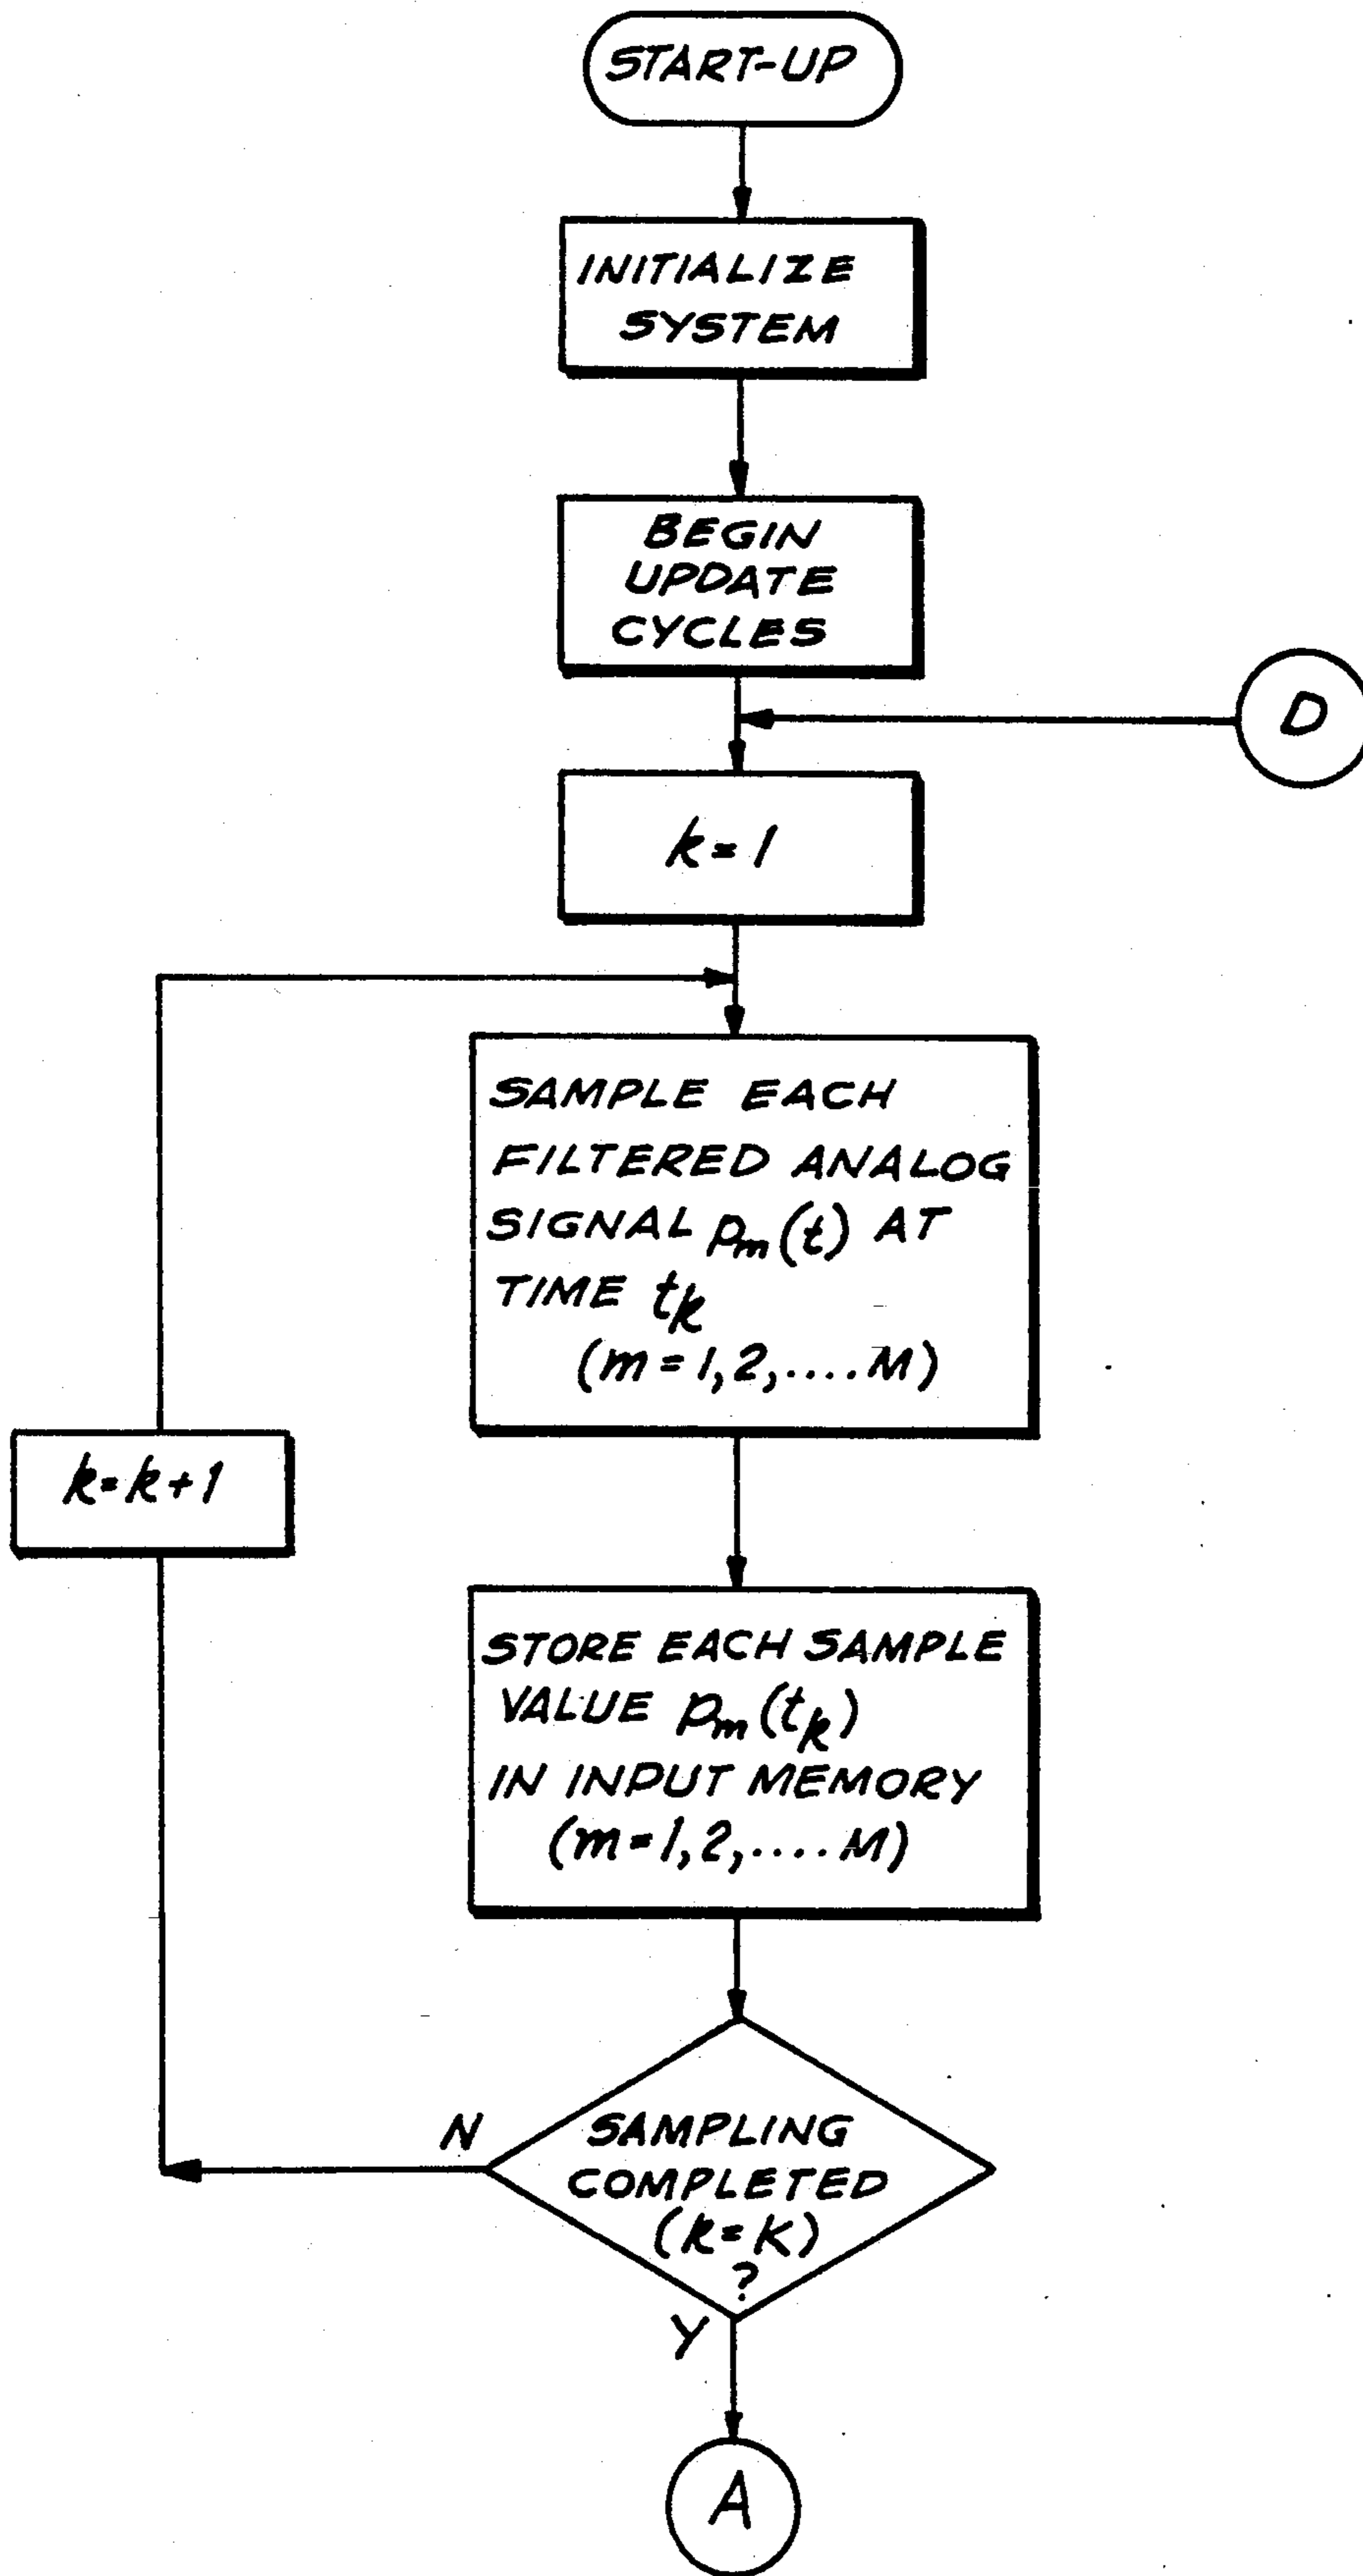 START-UP
INITIALIZE
SYSTEM
BEGIN
UPDATE
CYCLES
D
k=1
SAMPLE EACH
FILTERED ANALOG
SIGNAL pₘ(t) AT
TIME tₖ
(m=1,2,....M)
k=k+1
STORE EACH SAMPLE
VALUE pₘ(tₖ)
IN INPUT MEMORY
(m=1,2,....M)
N
SAMPLING
COMPLETED
(k=K)
?
Y
A